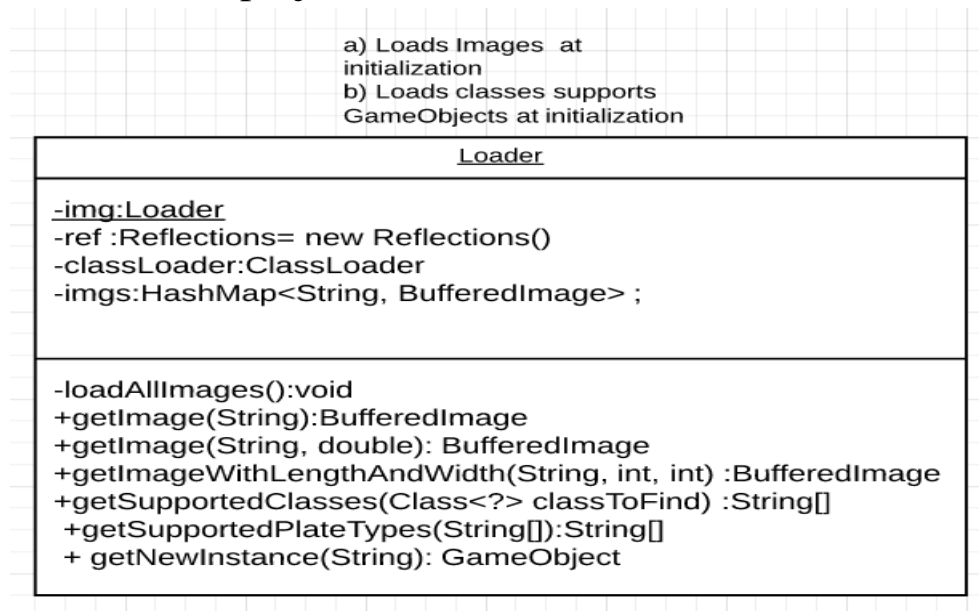 a) Loads Images at
initialization
b) Loads classes supports
GameObjects at initialization
Loader
-img:Loader
-ref :Reflections= new Reflections()
-classLoader:ClassLoader
-imgs:HashMap<String, BufferedImage> ;
-loadAllImages():void
+getImage(String):BufferedImage
+getImage(String, double): BufferedImage
+getImageWithLengthAndWidth(String, int, int) :BufferedImage
+getSupportedClasses(Class<?> classToFind) :String[]
+getSupportedPlateTypes(String[]):String[]
+ getNewInstance(String): GameObject